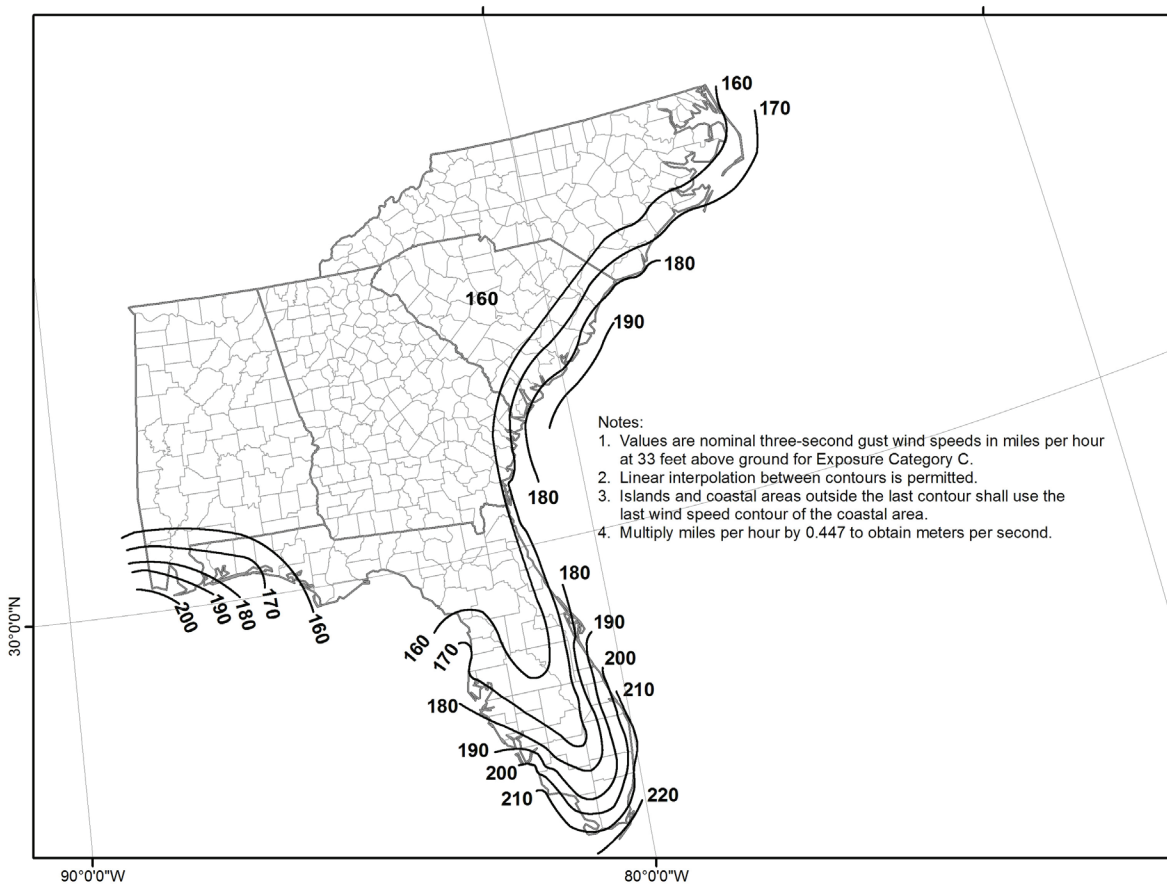 160
170
180
160
190
Notes:
1. Values are nominal three-second gust wind speeds in miles per hour
at 33 feet above ground for Exposure Category C.
2. Linear interpolation between contours is permitted.
3. Islands and coastal areas outside the last contour shall use the
last wind speed contour of the coastal area.
4. Multiply miles per hour by 0.447 to obtain meters per second.
180
180
200
190
180
170
160
30°0'0"N
190
160
170
200
210
180
190
200
210
220
90°0'0"W
80°0'0"W